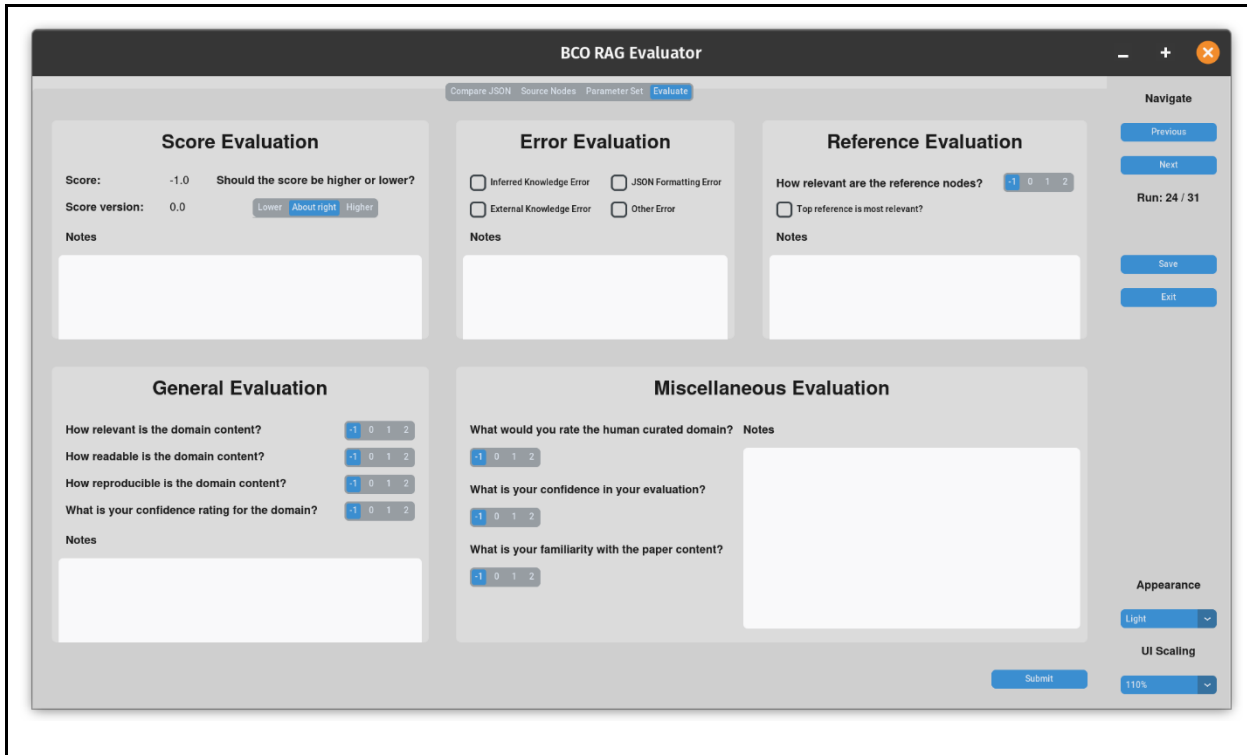 BCO RAG Evaluator
Compare JSON Source Nodes Parameter Set Evaluate
Navigate
Previous
Next
Run: 24 / 31
Save
Exit
Score Evaluation
Score: -1.0 Should the score be higher or lower?
Score version: 0.0 Lower About right Higher
Notes
Error Evaluation
Inferred Knowledge Error JSON Formatting Error
External Knowledge Error Other Error
Notes
Reference Evaluation
How relevant are the reference nodes? -1 0 1 2
Top reference is most relevant?
Notes
General Evaluation
How relevant is the domain content? -1 0 1 2
How readable is the domain content? -1 0 1 2
How reproducible is the domain content? -1 0 1 2
What is your confidence rating for the domain? -1 0 1 2
Notes
Miscellaneous Evaluation
What would you rate the human curated domain? Notes
-1 0 1 2
What is your confidence in your evaluation?
-1 0 1 2
What is your familiarity with the paper content?
-1 0 1 2
Appearance
Light
UI Scaling
110%
Submit